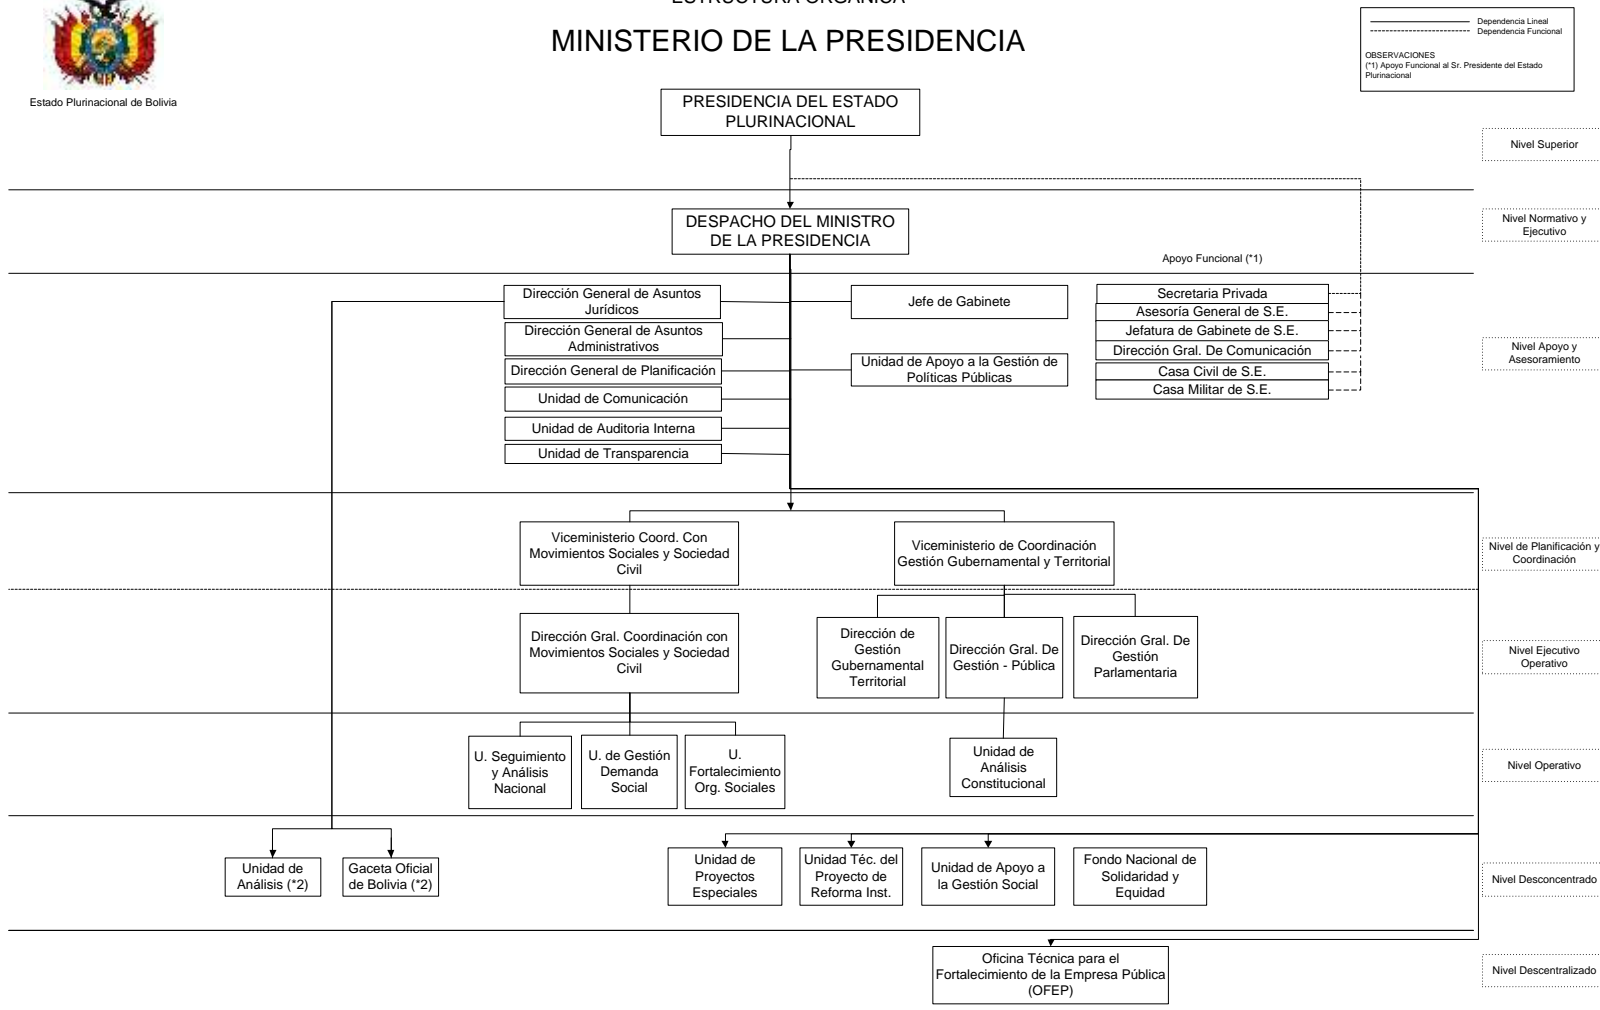 ESTRUCTURA ORGÁNICA
MINISTERIO DE LA PRESIDENCIA
Estado Plurinacional de Bolivia
Dependencia Lineal
Dependencia Funcional
OBSERVACIONES
(*1) Apoyo Funcional al Sr. Presidente del Estado
Plurinacional
PRESIDENCIA DEL ESTADO
PLURINACIONAL
Nivel Superior
DESPACHO DEL MINISTRO
DE LA PRESIDENCIA
Nivel Normativo y
Ejecutivo
Apoyo Funcional (*1)
Dirección General de Asuntos
Jurídicos
Dirección General de Asuntos
Administrativos
Dirección General de Planificación
Unidad de Comunicación
Unidad de Auditoria Interna
Unidad de Transparencia
Jefe de Gabinete
Unidad de Apoyo a la Gestión de
Políticas Públicas
Secretaria Privada
Asesoría General de S.E.
Jefatura de Gabinete de S.E.
Dirección Gral. De Comunicación
Casa Civil de S.E.
Casa Militar de S.E.
Nivel Apoyo y
Asesoramiento
Viceministerio Coord. Con
Movimientos Sociales y Sociedad
Civil
Viceministerio de Coordinación
Gestión Gubernamental y Territorial
Nivel de Planificación y
Coordinación
Dirección Gral. Coordinación con
Movimientos Sociales y Sociedad
Civil
Dirección de
Gestión
Gubernamental
Territorial
Dirección Gral. De
Gestión - Pública
Dirección Gral. De
Gestión
Parlamentaria
Nivel Ejecutivo
Operativo
U. Seguimiento
y Análisis
Nacional
U. de Gestión
Demanda
Social
U.
Fortalecimiento
Org. Sociales
Unidad de
Análisis
Constitucional
Nivel Operativo
Unidad de
Análisis (*2)
Gaceta Oficial
de Bolivia (*2)
Unidad de
Proyectos
Especiales
Unidad Téc. del
Proyecto de
Reforma Inst.
Unidad de Apoyo a
la Gestión Social
Fondo Nacional de
Solidaridad y
Equidad
Nivel Desconcentrado
Oficina Técnica para el
Fortalecimiento de la Empresa Pública
(OFEP)
Nivel Descentralizado